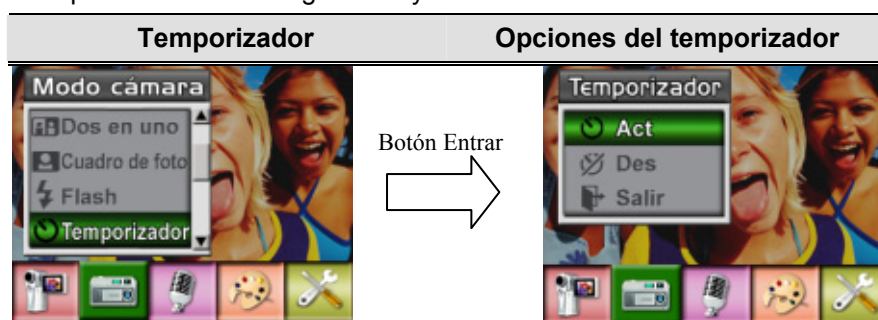 Temporizador
Opciones del temporizador
Modo cámara
Dos en uno
Cuadro de foto
Flash
Temporizador
Botón Entrar
Temporizador
Act
Des
Salir